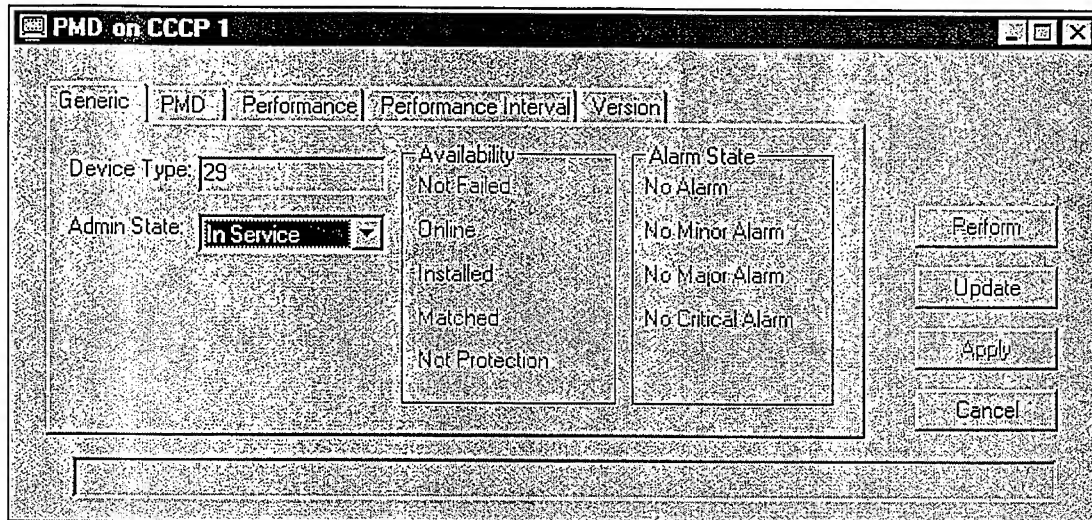 PMD on CCCP 1
Generic PMD Performance Performance Interval Version
Device Type: 29
Admin State: In Service
Availability
Not Failed
Online
Installed
Matched
Not Protection
Alarm State
No Alarm
No Minor Alarm
No Major Alarm
No Critical Alarm
Perform
Update
Apply
Cancel